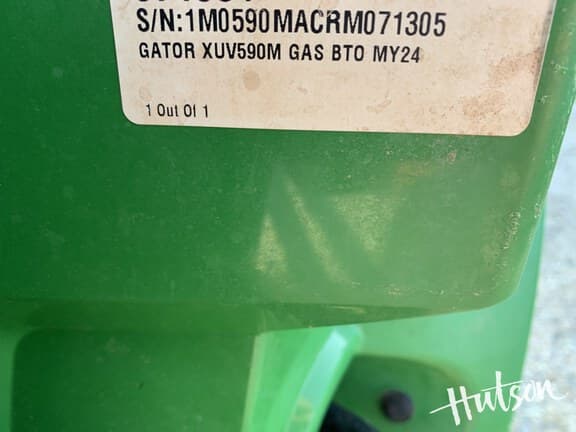 S/N:1M0590MACRM071305
GATOR XUV590M GAS BTO MY24
1 Out Of 1
Hutson